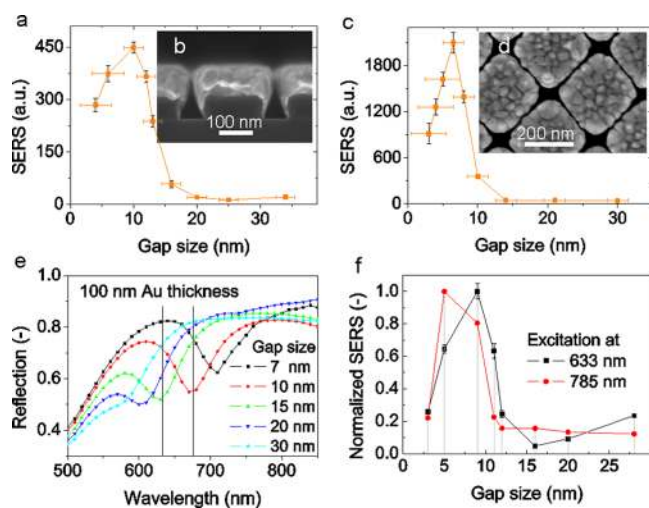 a
SERS (a.u.)
450
300
150
0
0 10 20 30
Gap size (nm)
b
100 nm
c
SERS (a.u.)
1800
1200
600
0
0 5 10 15 20 25 30
Gap size (nm)
d
200 nm
e
Reflection (-)
1.0
0.8
0.6
0.4
500 600 700 800
Wavelength (nm)
100 nm Au thickness
Gap size
7 nm
10 nm
15 nm
20 nm
30 nm
f
Normalized SERS (-)
1.0
0.8
0.6
0.4
0.2
0.0
0 5 10 15 20 25
Gap size (nm)
Excitation at
633 nm
785 nm